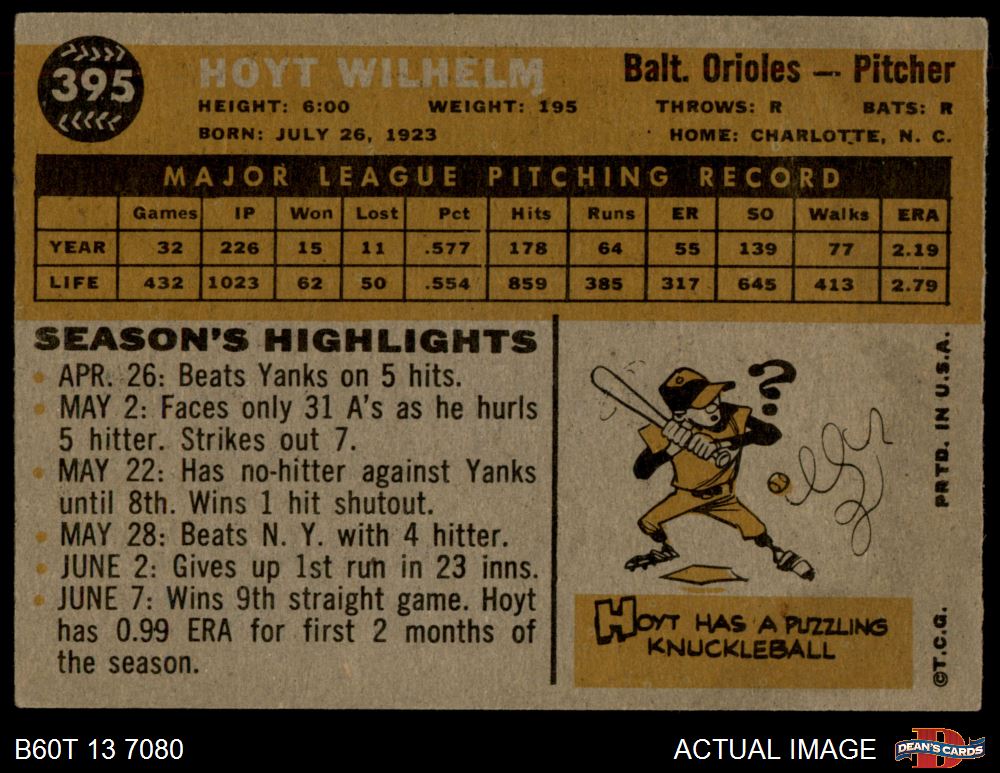 395
HOYT WILHELM
Balt. Orioles — Pitcher
HEIGHT: 6:00 WEIGHT: 195 THROWS: R BATS: R
BORN: JULY 26, 1923 HOME: CHARLOTTE, N. C.
MAJOR LEAGUE PITCHING RECORD
Games IP Won Lost Pct Hits Runs ER SO Walks ERA
YEAR 32 226 15 11 .577 178 64 55 139 77 2.19
LIFE 432 1023 62 50 .554 859 385 317 645 413 2.79
SEASON'S HIGHLIGHTS
• APR. 26: Beats Yanks on 5 hits.
• MAY 2: Faces only 31 A's as he hurls
5 hitter. Strikes out 7.
• MAY 22: Has no-hitter against Yanks
until 8th. Wins 1 hit shutout.
• MAY 28: Beats N. Y. with 4 hitter.
• JUNE 2: Gives up 1st run in 23 inns.
• JUNE 7: Wins 9th straight game. Hoyt
has 0.99 ERA for first 2 months of
the season.
?
HOYT HAS A PUZZLING
KNUCKLEBALL
©T.C.G. PRTD. IN U.S.A.
B60T 13 7080
ACTUAL IMAGE
DEAN'S CARDS